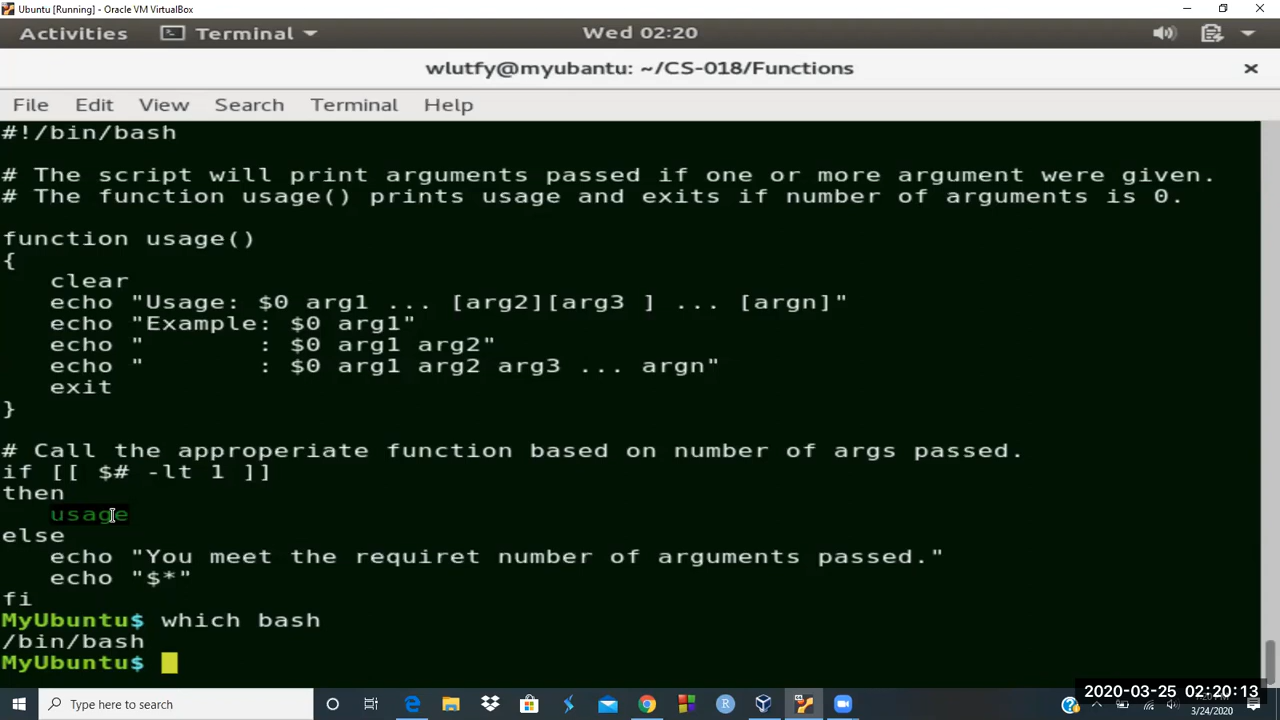 Ubuntu [Running] - Oracle VM VirtualBox
Activities Terminal Wed 02:20
wlutfy@myubantu: ~/CS-018/Functions
File Edit View Search Terminal Help
#!/bin/bash
# The script will print arguments passed if one or more argument were given.
# The function usage() prints usage and exits if number of arguments is 0.
function usage()
{
clear
echo "Usage: $0 arg1 ... [arg2][arg3 ] ... [argn]"
echo "Example: $0 arg1"
echo "       : $0 arg1 arg2"
echo "       : $0 arg1 arg2 arg3 ... argn"
exit
}
# Call the approperiate function based on number of args passed.
if [[ $# -lt 1 ]]
then
usage
else
echo "You meet the requiret number of arguments passed."
echo "$*"
fi
MyUbuntu$ which bash
/bin/bash
MyUbuntu$
Type here to search
2020-03-25 02:20:13
3/24/2020